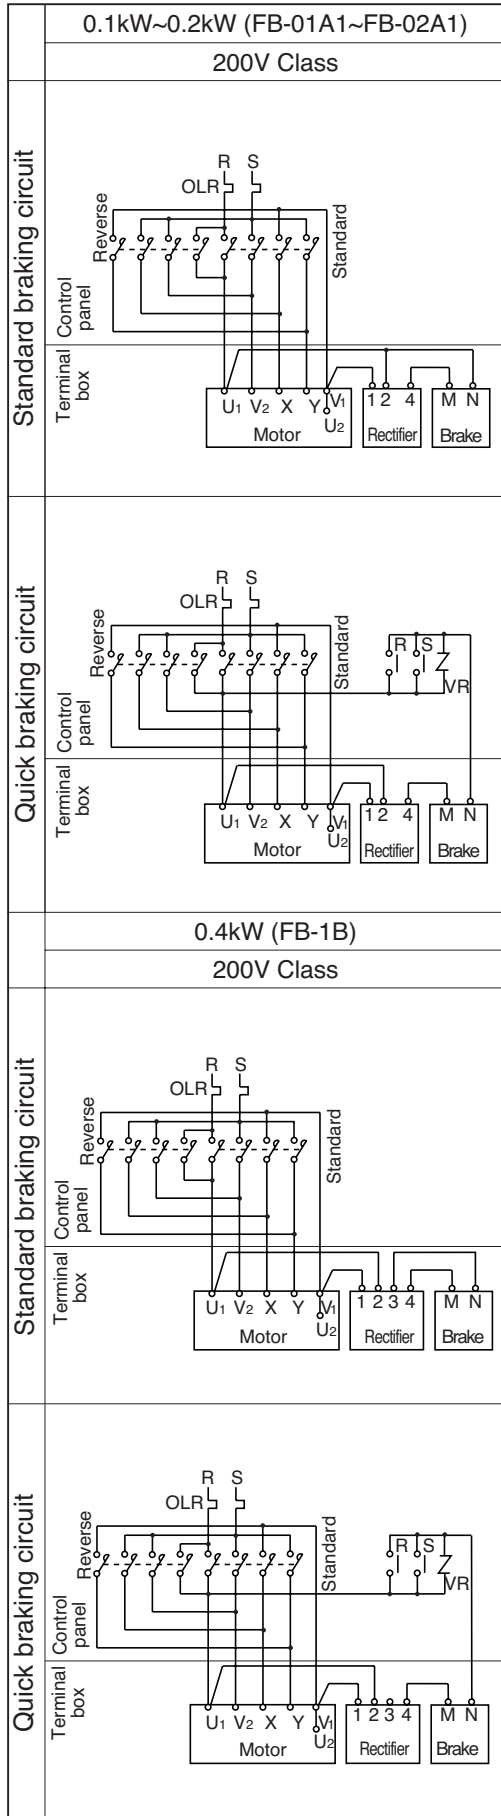 0.1kW~0.2kW (FB-01A1~FB-02A1)
200V Class
Standard braking circuit
R S
OLR
Reverse
Standard
Control
panel
Terminal
box
U1 V2 X Y V1
U2
Motor
1 2 4
Rectifier
M N
Brake
Quick braking circuit
R S
OLR
Reverse
Standard
R S
VR
Control
panel
Terminal
box
U1 V2 X Y V1
U2
Motor
1 2 4
Rectifier
M N
Brake
0.4kW (FB-1B)
200V Class
Standard braking circuit
R S
OLR
Reverse
Standard
Control
panel
Terminal
box
U1 V2 X Y V1
U2
Motor
1 2 3 4
Rectifier
M N
Brake
Quick braking circuit
R S
OLR
Reverse
Standard
R S
VR
Control
panel
Terminal
box
U1 V2 X Y V1
U2
Motor
1 2 3 4
Rectifier
M N
Brake